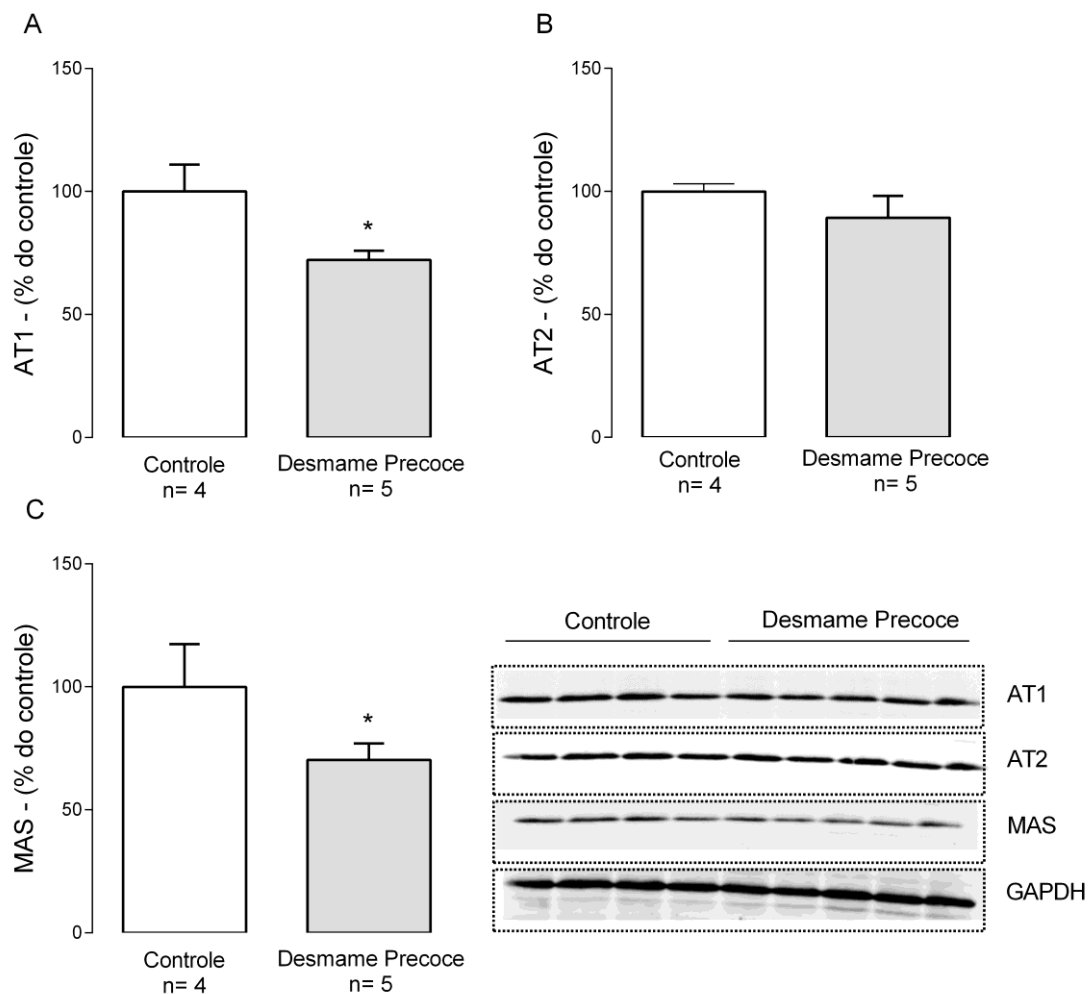 A
AT1 - (% do controle)
150
100
50
0
*
Controle
n= 4
Desmame Precoce
n= 5
B
AT2 - (% do controle)
150
100
50
0
Controle
n= 4
Desmame Precoce
n= 5
C
MAS - (% do controle)
150
100
50
0
*
Controle
n= 4
Desmame Precoce
n= 5
Controle
Desmame Precoce
AT1
AT2
MAS
GAPDH